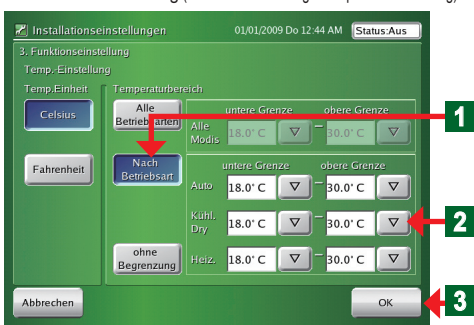 Installationseinstellungen 01/01/2009 Do 12:44 AM Status:Aus
3. Funktionseinstellung
Temp.-Einstellung
Temp.Einheit Temperaturbereich
Celsius
Fahrenheit
Alle
Betriebsarten
untere Grenze obere Grenze
Alle
Modis
18.0°C – 30.0°C
1
Nach
Betriebsart
untere Grenze obere Grenze
Auto 18.0°C – 30.0°C
Kühl.
Dry
18.0°C – 30.0°C
2
ohne
Begrenzung
Heiz. 18.0°C – 30.0°C
Abbrechen OK
3